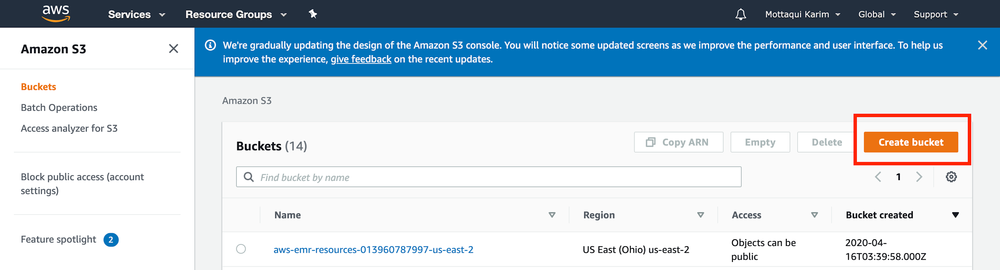 aws
Services
Resource Groups
Mottaqui Karim
Global
Support
Amazon S3
Buckets
Batch Operations
Access analyzer for S3
Block public access (account
settings)
Feature spotlight 2
We're gradually updating the design of the Amazon S3 console. You will notice some updated screens as we improve the performance and user interface. To help us
improve the experience, give feedback on the recent updates.
Amazon S3
Buckets (14)
Copy ARN
Empty
Delete
Create bucket
Find bucket by name
1
Name
Region
Access
Bucket created
aws-emr-resources-013960787997-us-east-2
US East (Ohio) us-east-2
Objects can be
public
2020-04-
16T03:39:58.000Z